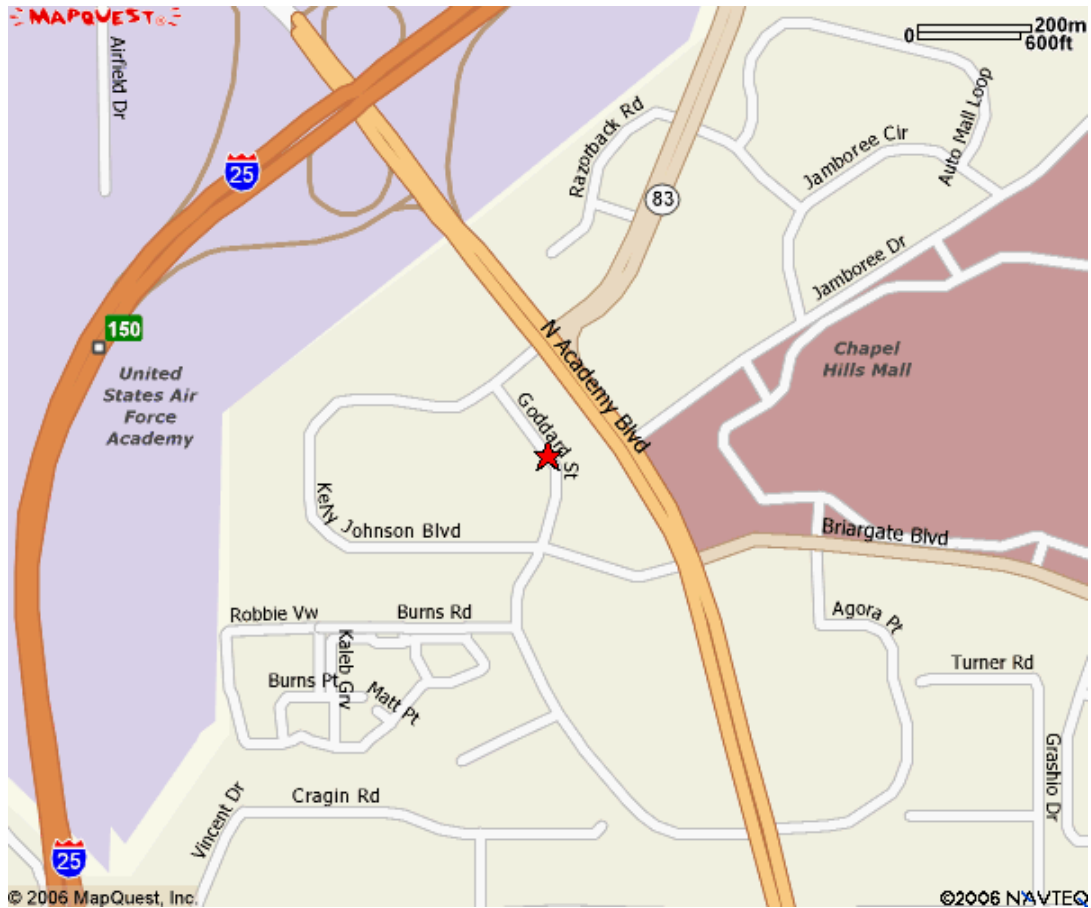 MAPQUEST®
200m
0
600ft
Airfield Dr
25
Razorback Rd
Jamboree Cir
Auto Mall Loop
83
Jamboree Dr
150
N Academy Blvd
United
States Air
Force
Academy
Chapel
Hills Mall
Goddard St
Kelly Johnson Blvd
Briargate Blvd
Robbie Vw
Burns Rd
Agora Pt
Kaleb Grv
Turner Rd
Burns Pt
Matt Pt
Grashio Dr
Vincent Dr
Cragin Rd
25
© 2006 MapQuest, Inc.
©2006 NAVTEQ